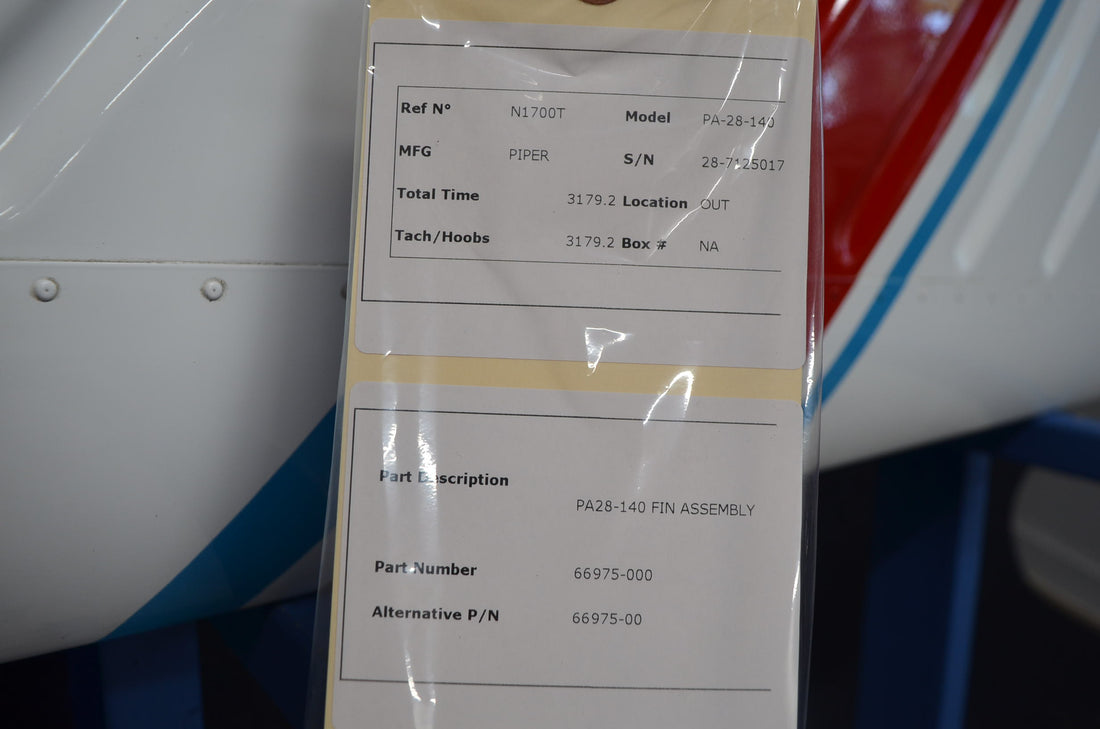 Ref N° N1700T Model PA-28-140
MFG PIPER S/N 28-7125017
Total Time 3179.2 Location OUT
Tach/Hoobs 3179.2 Box # NA
Part Description
PA28-140 FIN ASSEMBLY
Part Number 66975-000
Alternative P/N 66975-00